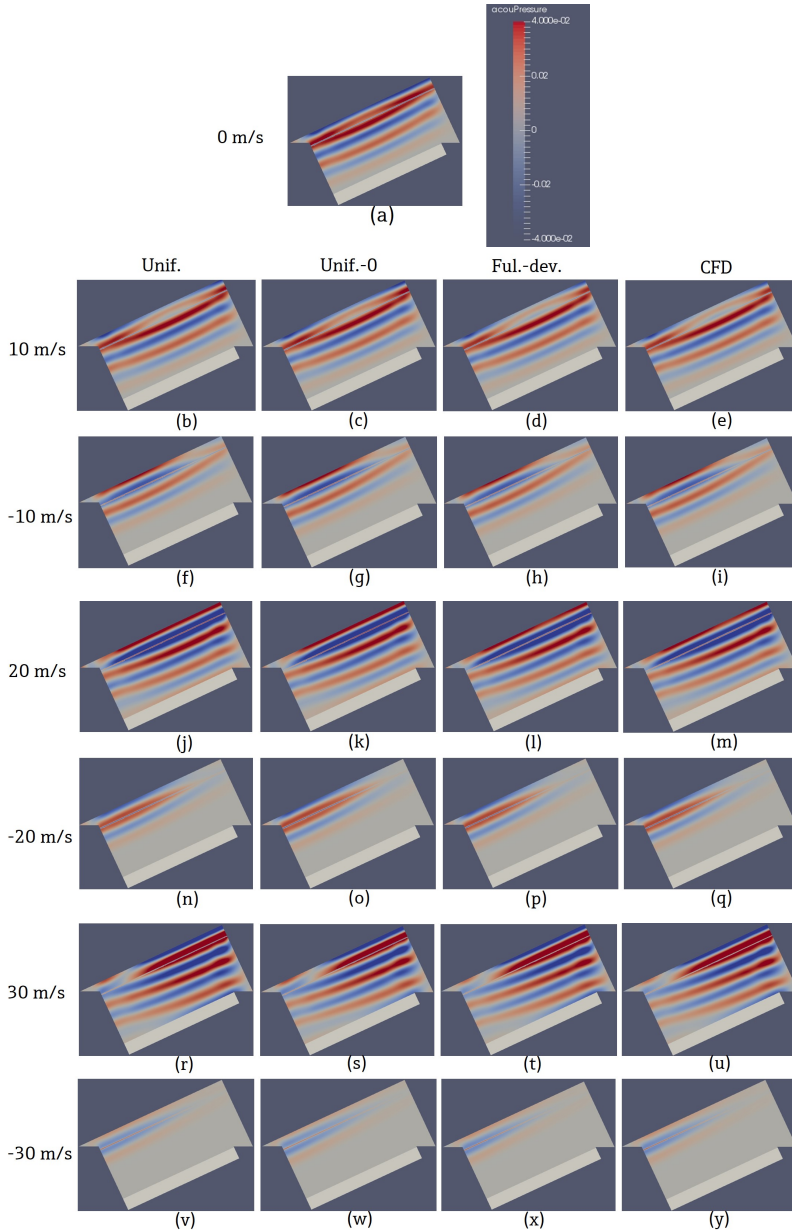 acouPressure
4.000e-02
0.02
0
-0.02
-4.000e-02
0 m/s
(a)
Unif. Unif.-0 Ful.-dev. CFD
10 m/s
(b) (c) (d) (e)
-10 m/s
(f) (g) (h) (i)
20 m/s
(j) (k) (l) (m)
-20 m/s
(n) (o) (p) (q)
30 m/s
(r) (s) (t) (u)
-30 m/s
(v) (w) (x) (y)